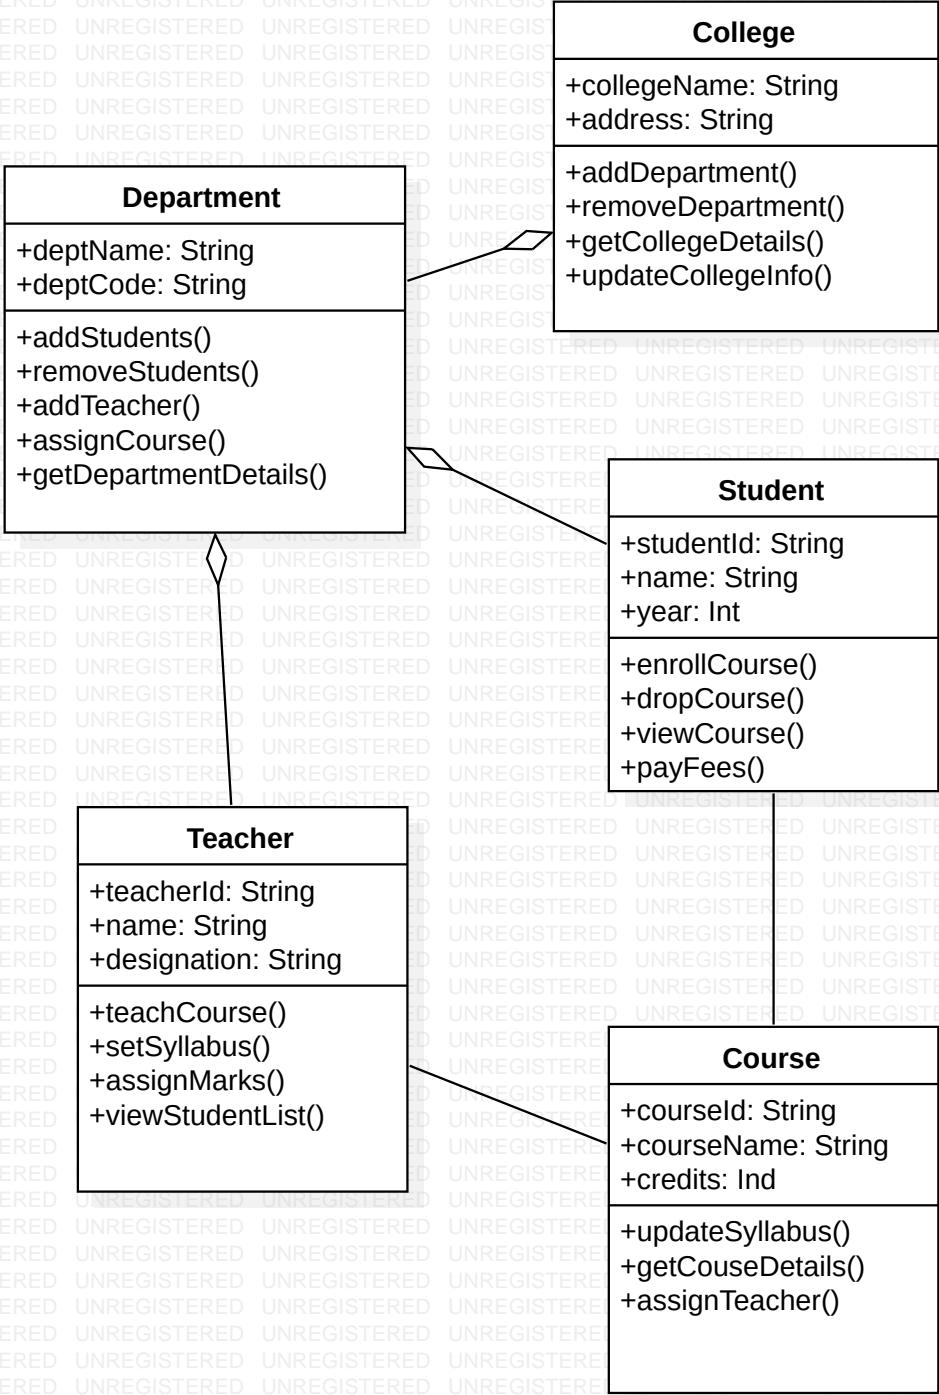 College
+collegeName: String
+address: String
+addDepartment()
+removeDepartment()
+getCollegeDetails()
+updateCollegeInfo()
Department
+deptName: String
+deptCode: String
+addStudents()
+removeStudents()
+addTeacher()
+assignCourse()
+getDepartmentDetails()
Student
+studentId: String
+name: String
+year: Int
+enrollCourse()
+dropCourse()
+viewCourse()
+payFees()
Teacher
+teacherId: String
+name: String
+designation: String
+teachCourse()
+setSyllabus()
+assignMarks()
+viewStudentList()
Course
+courseId: String
+courseName: String
+credits: Ind
+updateSyllabus()
+getCouseDetails()
+assignTeacher()
UNREGISTERED